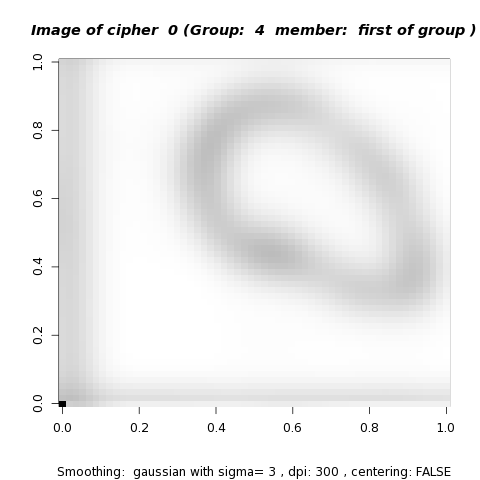 Image of cipher 0 (Group: 4 member: first of group )
1.0
0.8
0.6
0.4
0.2
0.0
0.0 0.2 0.4 0.6 0.8 1.0
Smoothing: gaussian with sigma= 3 , dpi: 300 , centering: FALSE